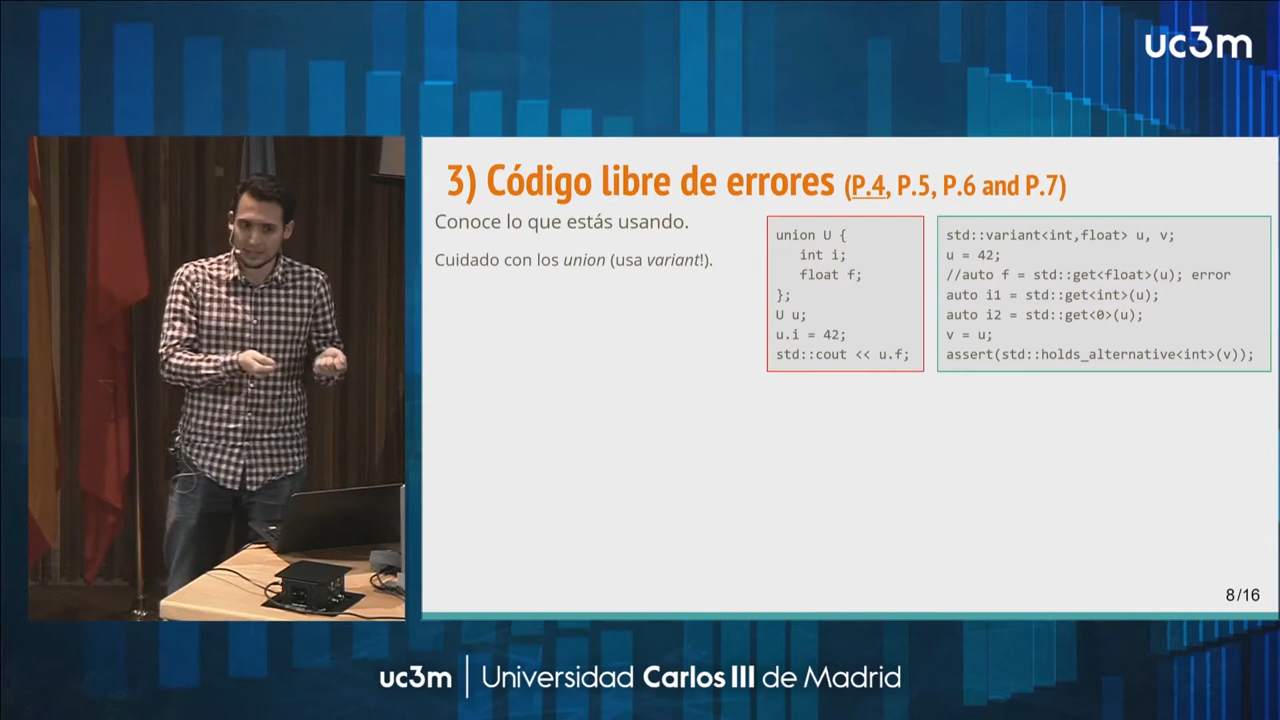 uc3m
3) Código libre de errores (P.4, P.5, P.6 and P.7)
Conoce lo que estás usando.
Cuidado con los union (usa variant!).
union U {
int i;
float f;
};
U u;
u.i = 42;
std::cout << u.f;
std::variant<int,float> u, v;
u = 42;
//auto f = std::get<float>(u); error
auto i1 = std::get<int>(u);
auto i2 = std::get<0>(u);
v = u;
assert(std::holds_alternative<int>(v));
8/16
uc3m | Universidad Carlos III de Madrid